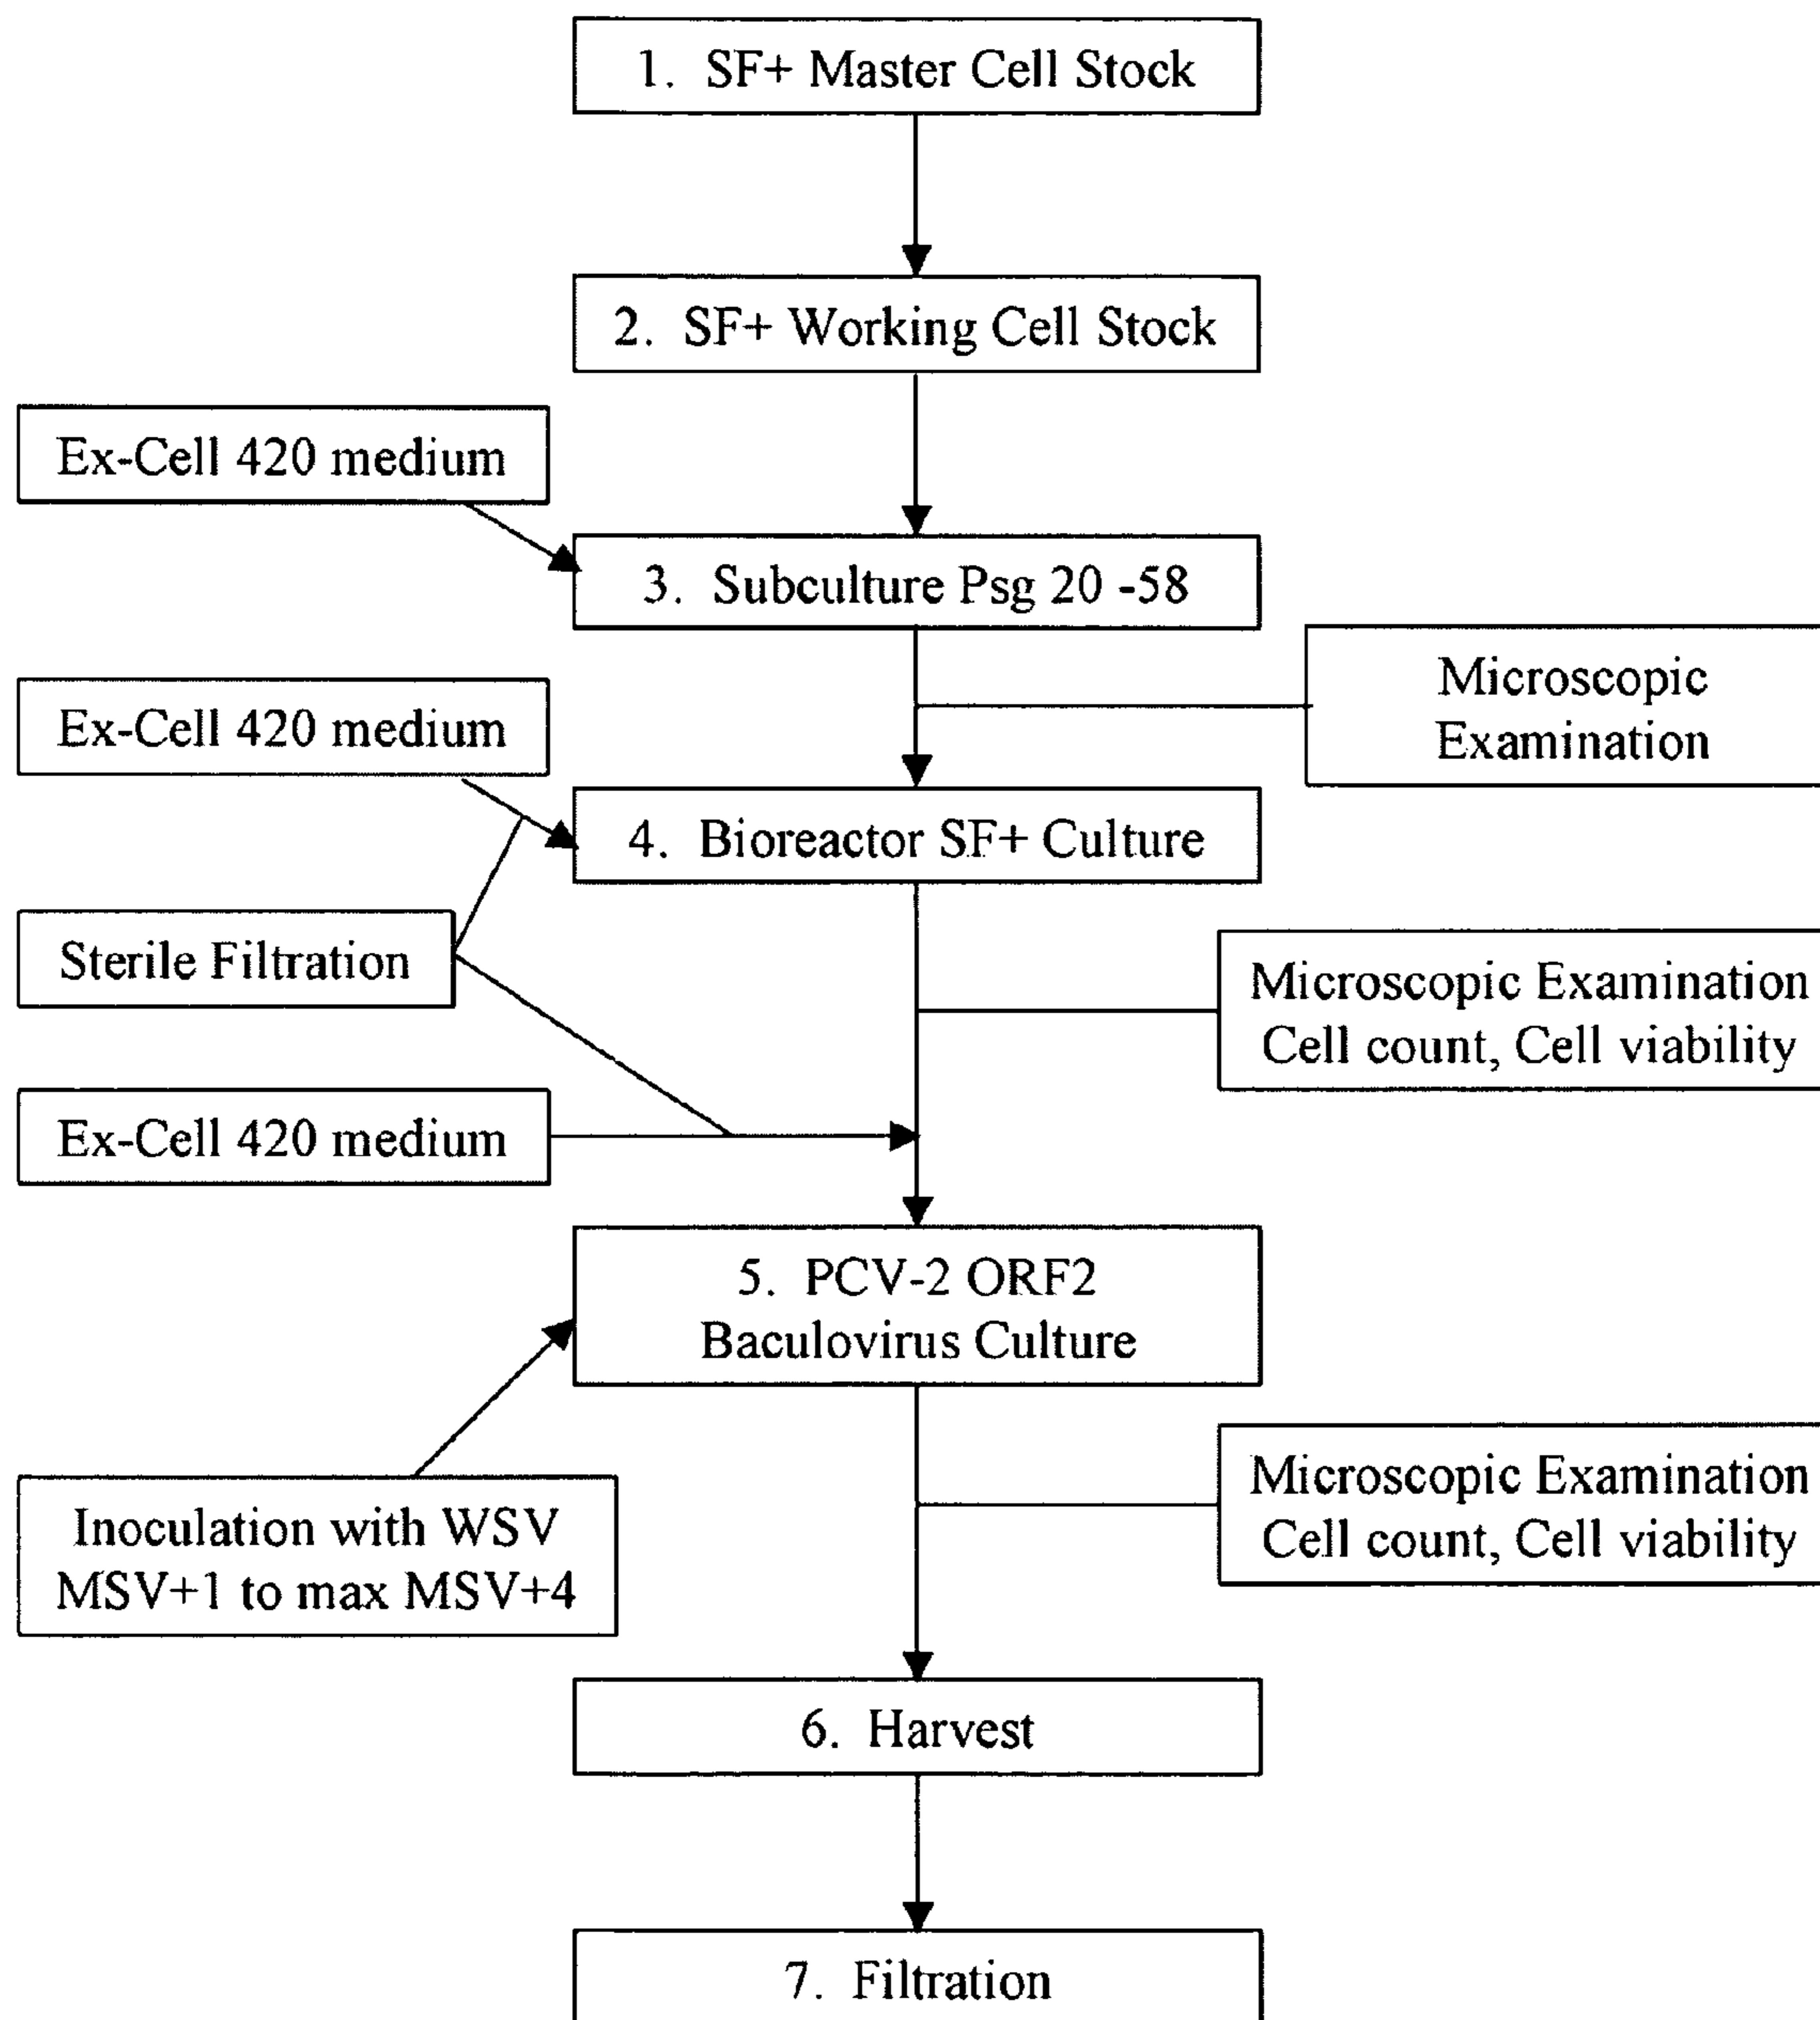 1. SF+ Master Cell Stock
2. SF+ Working Cell Stock
Ex-Cell 420 medium
3. Subculture Psg 20 -58
Microscopic
Examination
Ex-Cell 420 medium
4. Bioreactor SF+ Culture
Sterile Filtration
Microscopic Examination
Cell count, Cell viability
Ex-Cell 420 medium
5. PCV-2 ORF2
Baculovirus Culture
Inoculation with WSV
MSV+1 to max MSV+4
Microscopic Examination
Cell count, Cell viability
6. Harvest
7. Filtration